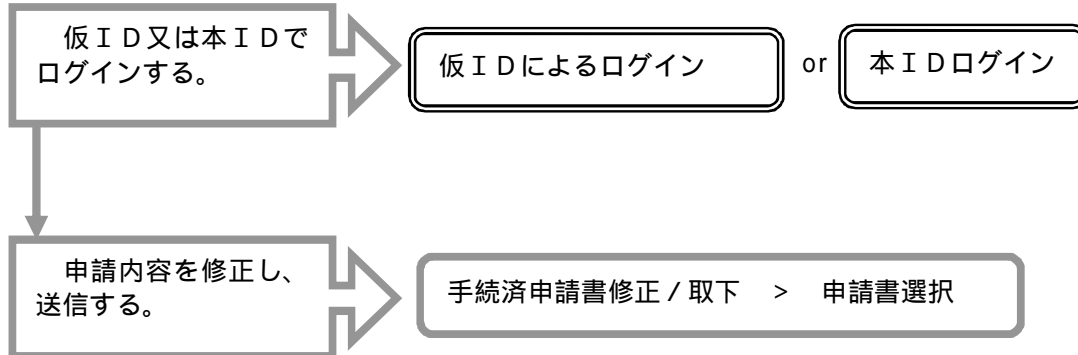 仮ＩＤ又は本ＩＤで
ログインする。
仮ＩＤによるログイン or 本ＩＤログイン
申請内容を修正し、
送信する。
手続済申請書修正 / 取下 > 申請書選択